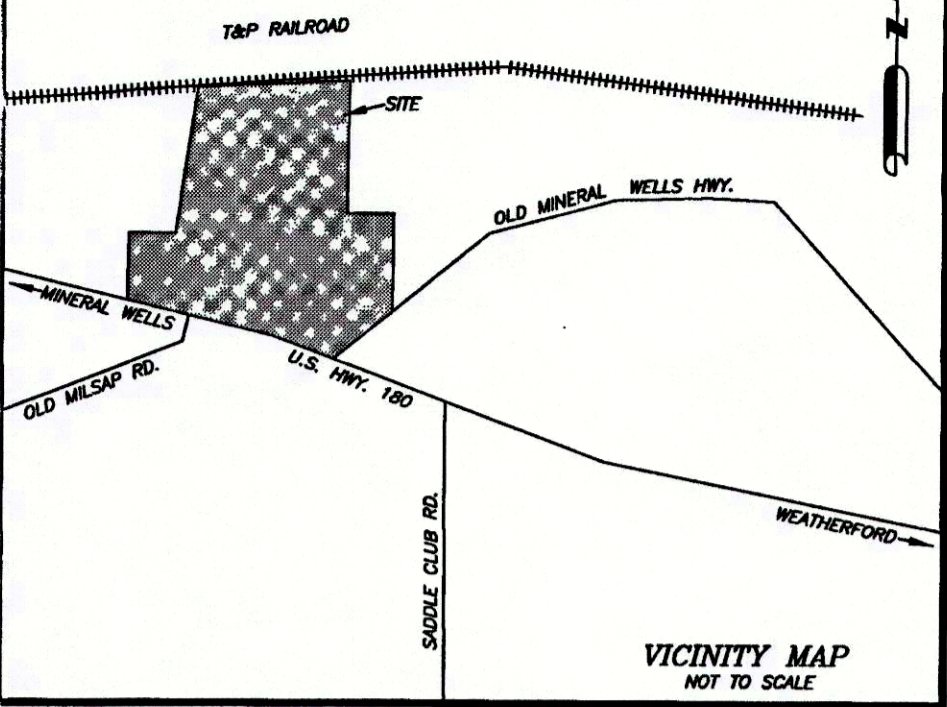 T&P RAILROAD
N
SITE
OLD MINERAL WELLS HWY.
MINERAL WELLS
U.S. HWY. 180
OLD MILSAP RD.
SADDLE CLUB RD.
WEATHERFORD
VICINITY MAP
NOT TO SCALE